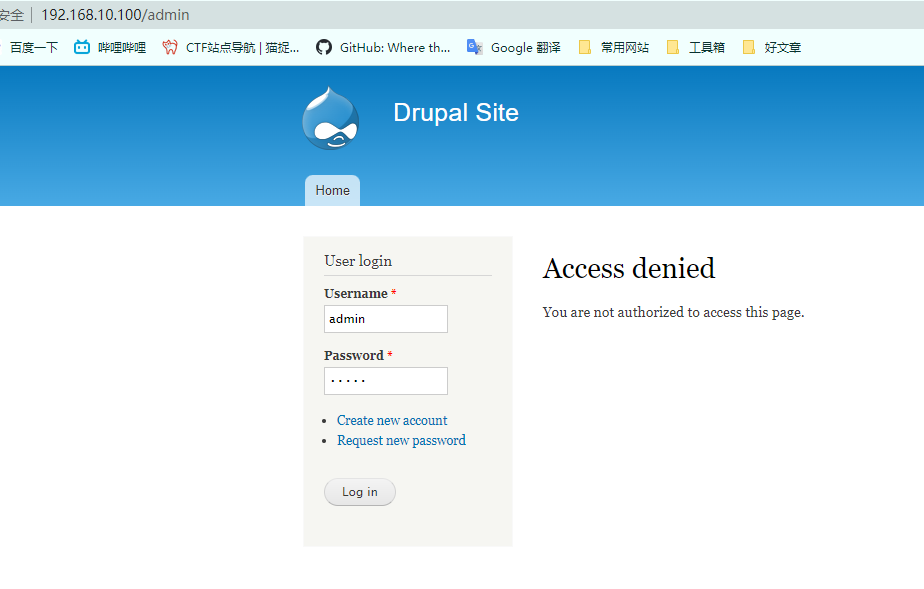 安全 | 192.168.10.100/admin
百度一下 哔哩哔哩 CTF站点导航 | 猫捉... GitHub: Where th... Google 翻译 常用网站 工具箱 好文章
Drupal Site
Home
User login
Username *
admin
Password *
•••••
Create new account
Request new password
Log in
Access denied
You are not authorized to access this page.